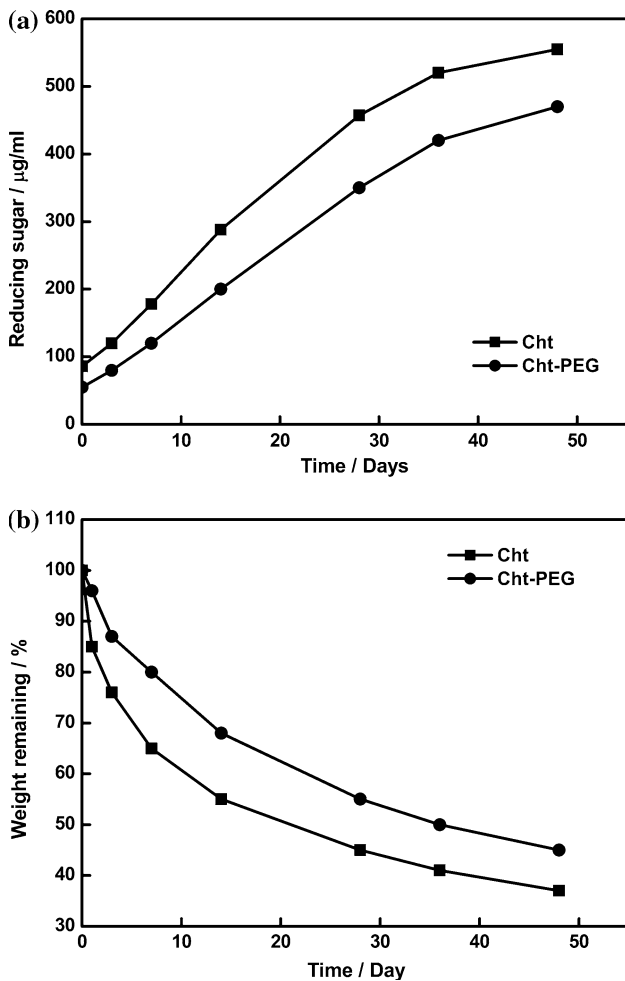 (a)
600
500
400
300
200
100
0
Reducing sugar / μg/ml
Cht
Cht-PEG
0 10 20 30 40 50
Time / Days
(b)
110
100
90
80
70
60
50
40
30
Weight remaining / %
Cht
Cht-PEG
0 10 20 30 40 50
Time / Day